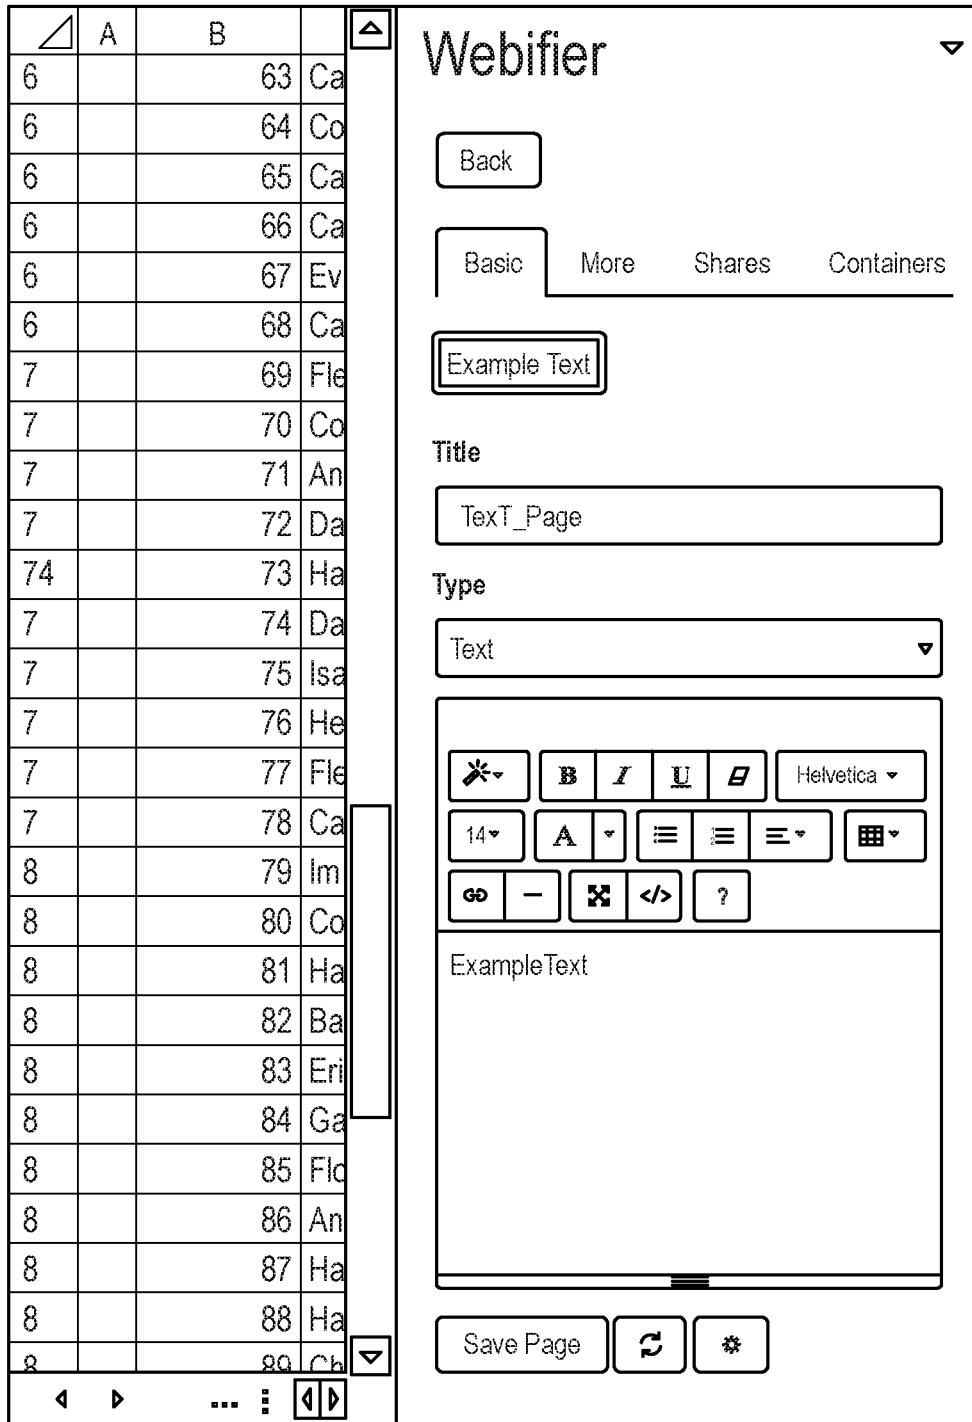 A B
6 63 Ca
6 64 Co
6 65 Ca
6 66 Ca
6 67 Ev
6 68 Ca
7 69 Fle
7 70 Co
7 71 An
7 72 Da
74 73 Ha
7 74 Da
7 75 Isa
7 76 He
7 77 Fle
7 78 Ca
8 79 Im
8 80 Co
8 81 Ha
8 82 Ba
8 83 Eri
8 84 Ga
8 85 Flo
8 86 An
8 87 Ha
8 88 Ha
8 89 Ch
...
Webifier
Back
Basic More Shares Containers
Example Text
Title
TexT_Page
Type
Text
B I U Helvetica
14 A
</> ?
ExampleText
Save Page